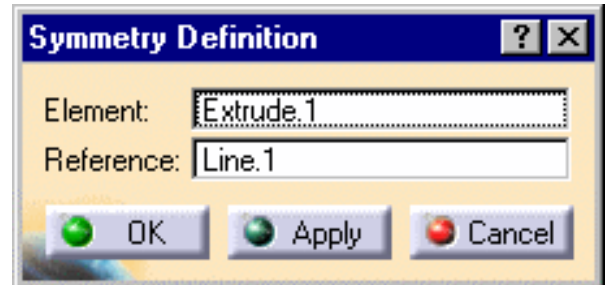 Symmetry Definition ? X
Element: Extrude.1
Reference: Line.1
OK Apply Cancel